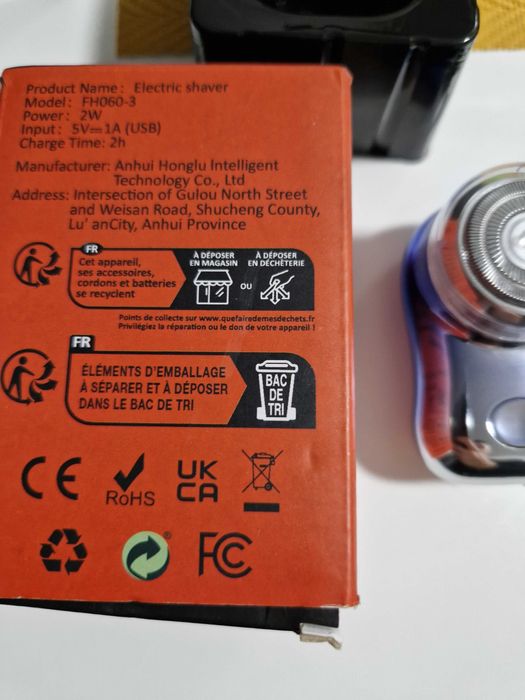 Product Name: Electric shaver
Model: FH060-3
Power: 2W
Input: 5V⎓1A (USB)
Charge Time: 2h
Manufacturer: Anhui Honglu Intelligent
Technology Co., Ltd
Address: Intersection of Gulou North Street
and Weisan Road, Shucheng County,
Lu' anCity, Anhui Province
FR
Cet appareil,
ses accessoires,
cordons et batteries
se recyclent
À DÉPOSER
EN MAGASIN
OU
À DÉPOSER
EN DÉCHÈTERIE
Points de collecte sur www.quefairedemesdechets.fr
Privilégiez la réparation ou le don de votre appareil !
FR
ÉLÉMENTS D'EMBALLAGE
À SÉPARER ET À DÉPOSER
DANS LE BAC DE TRI
BAC
DE
TRI
CE
RoHS
UK
CA
®
FC